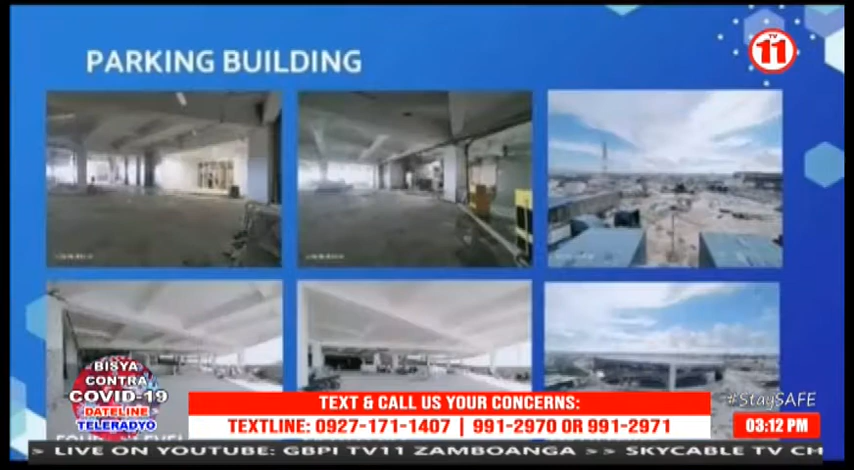 PARKING BUILDING
TV
11
BISYA
CONTRA
COVID-19
DATELINE
TELERADYO
TEXT & CALL US YOUR CONCERNS:
TEXTLINE: 0927-171-1407 | 991-2970 OR 991-2971
#StaySAFE
03:12 PM
> LIVE ON YOUTUBE: GBPI TV11 ZAMBOANGA >> SKYCABLE TV CH